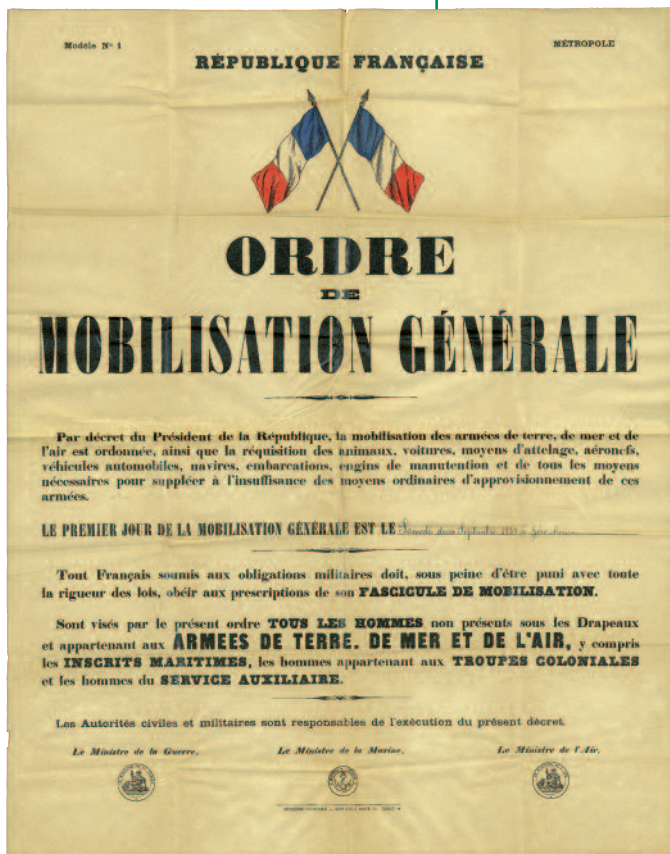 Modèle N° 1
MÉTROPOLE
RÉPUBLIQUE FRANÇAISE
ORDRE
DE
MOBILISATION GÉNÉRALE
Par décret du Président de la République, la mobilisation des armées de terre, de mer et de
l'air est ordonnée, ainsi que la réquisition des animaux, voitures, moyens d'attelage, aéronefs,
véhicules automobiles, navires, embarcations, engins de manutention et de tous les moyens
nécessaires pour suppléer à l'insuffisance des moyens ordinaires d'approvisionnement de ces
armées.
LE PREMIER JOUR DE LA MOBILISATION GÉNÉRALE EST LE Samedi deux Septembre 1939 à zéro heure
Tout Français soumis aux obligations militaires doit, sous peine d'être puni avec toute
la rigueur des lois, obéir aux prescriptions de son FASCICULE DE MOBILISATION.
Sont visés par le présent ordre TOUS LES HOMMES non présents sous les Drapeaux
et appartenant aux ARMEES DE TERRE. DE MER ET DE L'AIR, y compris
les INSCRITS MARITIMES, les hommes appartenant aux TROUPES COLONIALES
et les hommes du SERVICE AUXILIAIRE.
Les Autorités civiles et militaires sont responsables de l'exécution du présent décret.
Le Ministre de la Guerre,
Le Ministre de la Marine,
Le Ministre de l'Air,